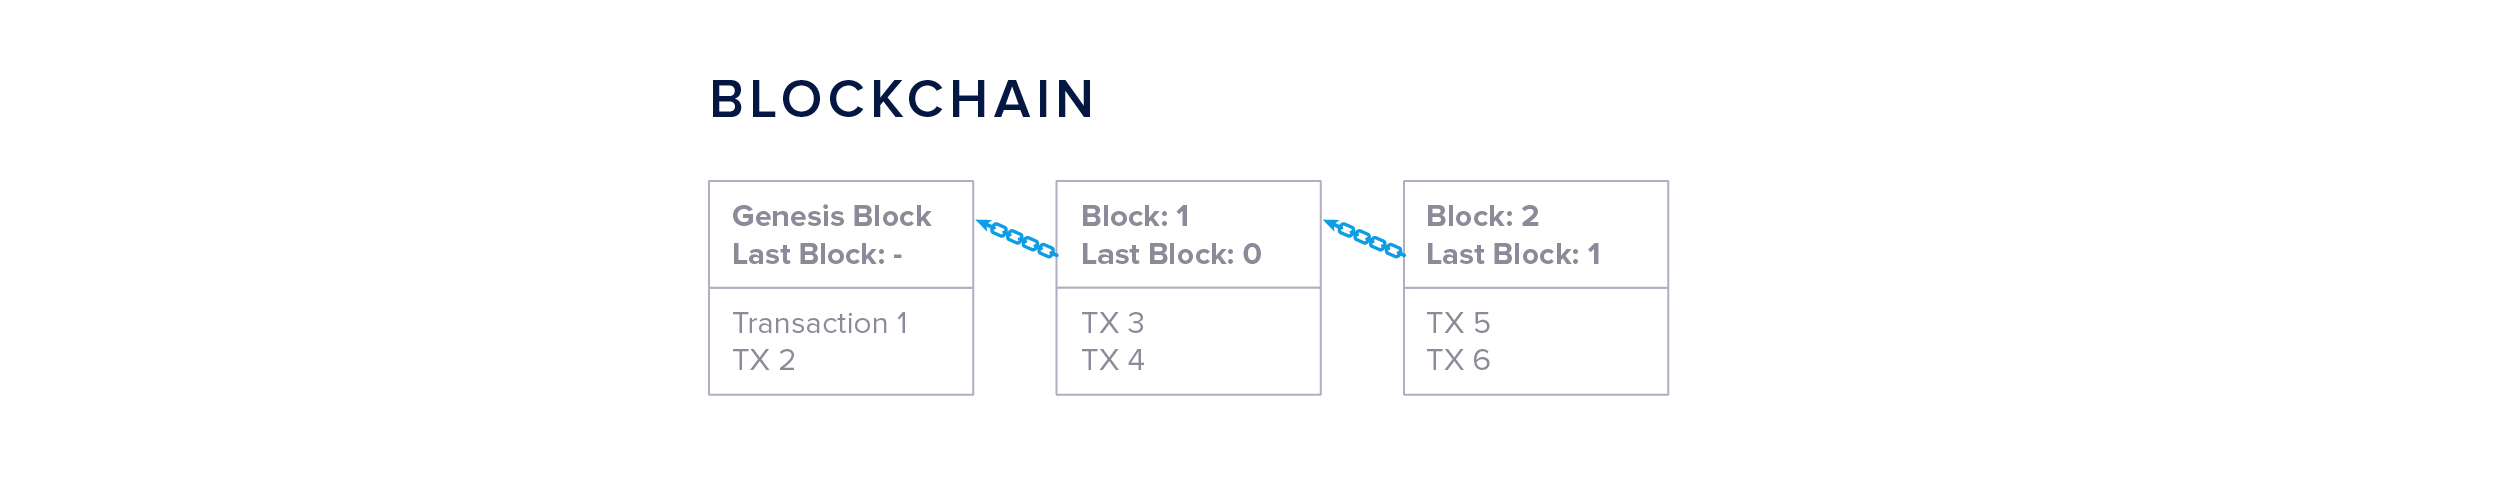 BLOCKCHAIN
Genesis Block
Last Block: -
Transaction 1
TX 2
Block: 1
Last Block: 0
TX 3
TX 4
Block: 2
Last Block: 1
TX 5
TX 6